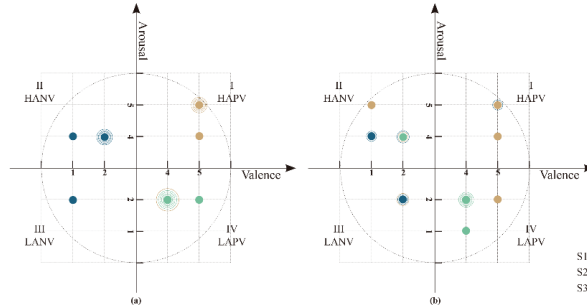 Arousal
Arousal
II
HANV
I
HAPV
II
HANV
I
HAPV
5
5
4
4
1
2
4
5
Valence
1
2
4
5
Valence
2
2
1
1
III
LANV
IV
LAPV
III
LANV
IV
LAPV
S1
S2
S3
(a)
(b)